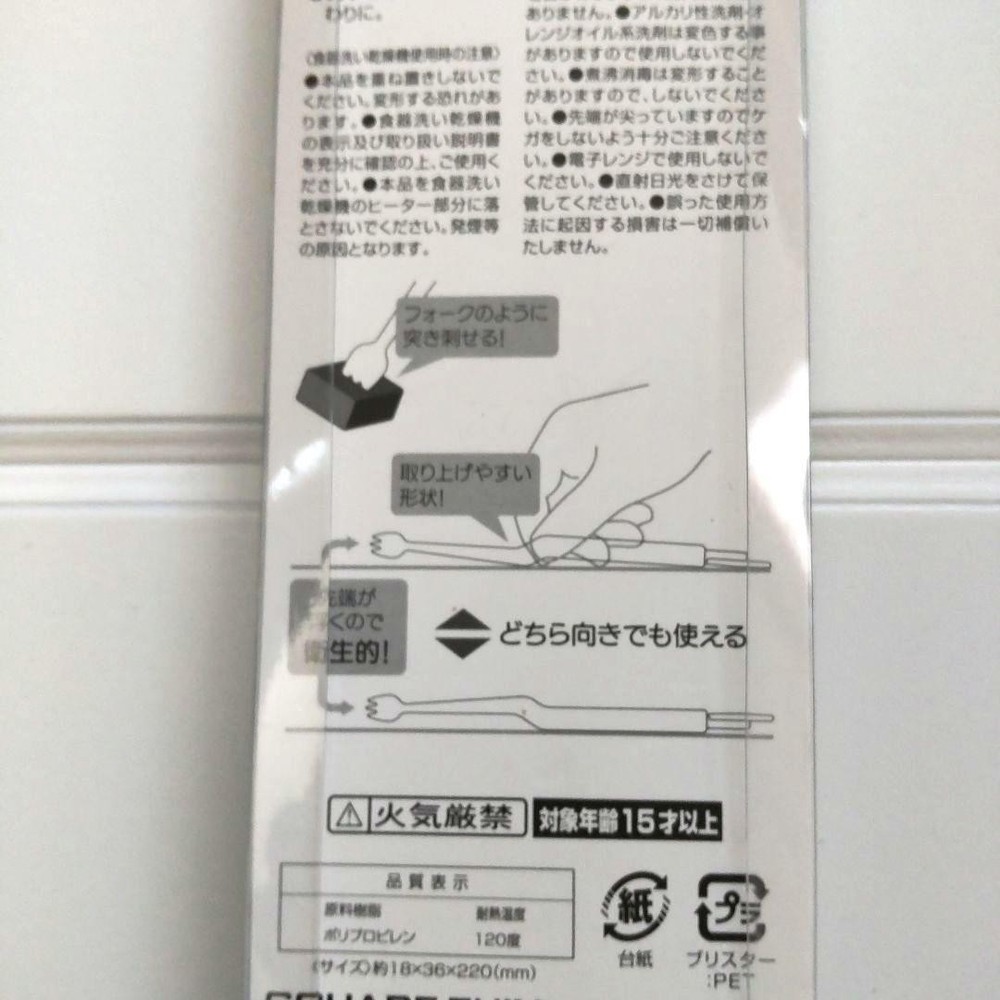 わりに。
〈食器洗い乾燥機使用時の注意〉
●本品を重ね置きしないで
ください。変形する恐れがあ
ります。●食器洗い乾燥機
の表示及び取り扱い説明書
を充分に確認の上、ご使用く
ださい。●本品を食器洗い
乾燥機のヒーター部分に落
とさないでください。発煙等
の原因となります。
ありません。●アルカリ性洗剤・オ
レンジオイル系洗剤は変色する事
がありますので使用しないでくだ
さい。●煮沸消毒は変形すること
がありますので、しないでくださ
い。●先端が尖っていますのでケ
ガをしないよう十分ご注意くださ
い。●電子レンジで使用しないで
ください。●直射日光をさけて保
管してください。●誤った使用方
法に起因する損害は一切補償い
たしません。
フォークのように
突き刺せる!
取り上げやすい
形状!
先端が
浮くので
衛生的!
どちら向きでも使える
火気厳禁
対象年齢15才以上
品質表示
原料樹脂 耐熱温度
ポリプロピレン 120度
《サイズ》約18×36×220(mm)
紙
台紙
プラ
ブリスター
:PET